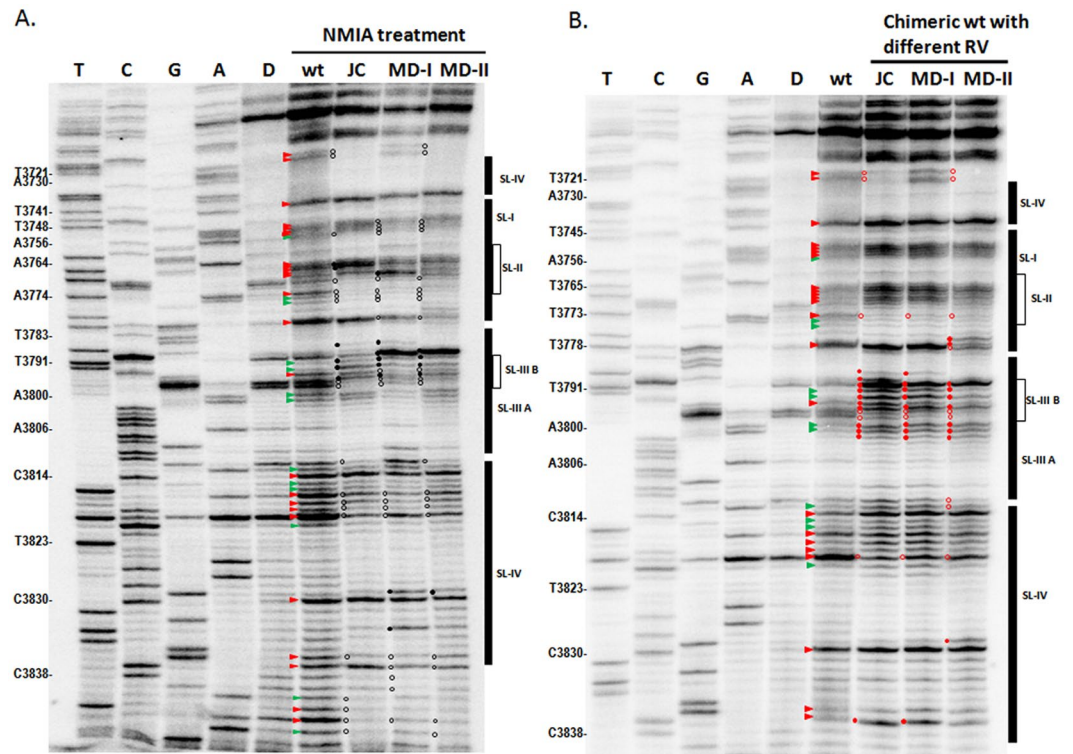 A.
NMIA treatment
T C G A D wt JC MD-I MD-II
T3721-
A3730-
T3741-
T3748-
A3756-
A3764-
A3774-
T3783-
T3791-
A3800-
A3806-
C3814-
T3823-
C3830-
C3838-
SL-IV
SL-I
SL-II
SL-III B
SL-III A
SL-IV
B.
Chimeric wt with
different RV
T C G A D wt JC MD-I MD-II
T3721-
A3730-
T3745-
A3756-
T3765-
T3773-
T3778-
T3791-
A3800-
A3806-
C3814-
T3823-
C3830-
C3838-
SL-IV
SL-I
SL-II
SL-III B
SL-III A
SL-IV